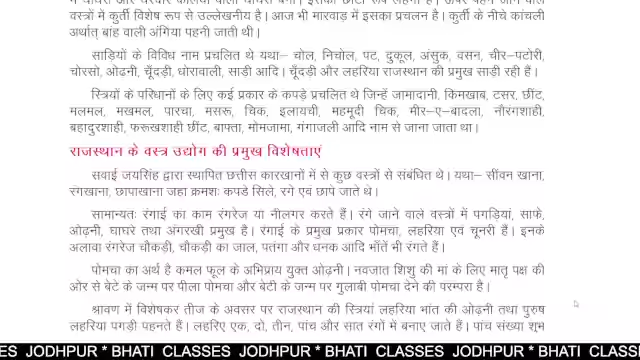 वस्त्रों में कुर्ती विशेष रूप से उल्लेखनीय है। आज भी मारवाड़ में इसका प्रचलन है। कुर्ती के नीचे कांचली
अर्थात् बांह वाली अंगिया पहनी जाती थी।
साड़ियों के विविध नाम प्रचलित थे यथा– चोल, निचोल, पट, दुकूल, अंसुक, वसन, चीर–पटोरी,
चोरसो, ओढ़नी, चूँदड़ी, धोरावाली, साड़ी आदि। चूँदड़ी और लहरिया राजस्थान की प्रमुख साड़ी रही हैं।
स्त्रियों के परिधानों के लिए कई प्रकार के कपड़े प्रचलित थे जिन्हें जामादानी, किमखाब, टसर, छींट,
मलमल, मखमल, पारचा, मसरू, चिक, इलायची, महमूदी चिक, मीर–ए–बादला, नौरंगशाही,
बहादुरशाही, फरूखशाही छींट, बाफ्ता, मोमजामा, गंगाजली आदि नाम से जाना जाता था।
राजस्थान के वस्त्र उद्योग की प्रमुख विशेषताएं
सवाई जयसिंह द्वारा स्थापित छत्तीस कारखानों में से कुछ वस्त्रों से संबंधित थे। यथा– सींवन खाना,
रंगखाना, छापाखाना जहा क्रमशः कपडे सिले, रगे एवं छापे जाते थे।
सामान्यतः रंगाई का काम रंगरेज या नीलगर करते हैं। रंगे जाने वाले वस्त्रों में पगड़ियां, साफे,
ओढ़नी, घाघरे तथा अंगरखी प्रमुख है। रंगाई के प्रमुख प्रकार पोमचा, लहरिया एवं चूनरी हैं। इनके
अलावा रंगरेज चौकड़ी, चौकड़ी का जाल, पतंगा और धनक आदि भाँतें भी रंगते हैं।
पोमचा का अर्थ है कमल फूल के अभिप्राय युक्त ओढ़नी। नवजात शिशु की मां के लिए मातृ पक्ष की
ओर से बेटे के जन्म पर पीला पोमचा और बेटी के जन्म पर गुलाबी पोमचा देने की परम्परा है।
श्रावण में विशेषकर तीज के अवसर पर राजस्थान की स्त्रियां लहरिया भांत की ओढ़नी तथा पुरुष
लहरिया पगड़ी पहनते हैं। लहरिए एक, दो, तीन, पांच और सात रंगों में बनाए जाते हैं। पांच संख्या शुभ
ES JODHPUR * BHATI CLASSES JODHPUR * BHATI CLASSES JODHPUR * BHATI CLASS